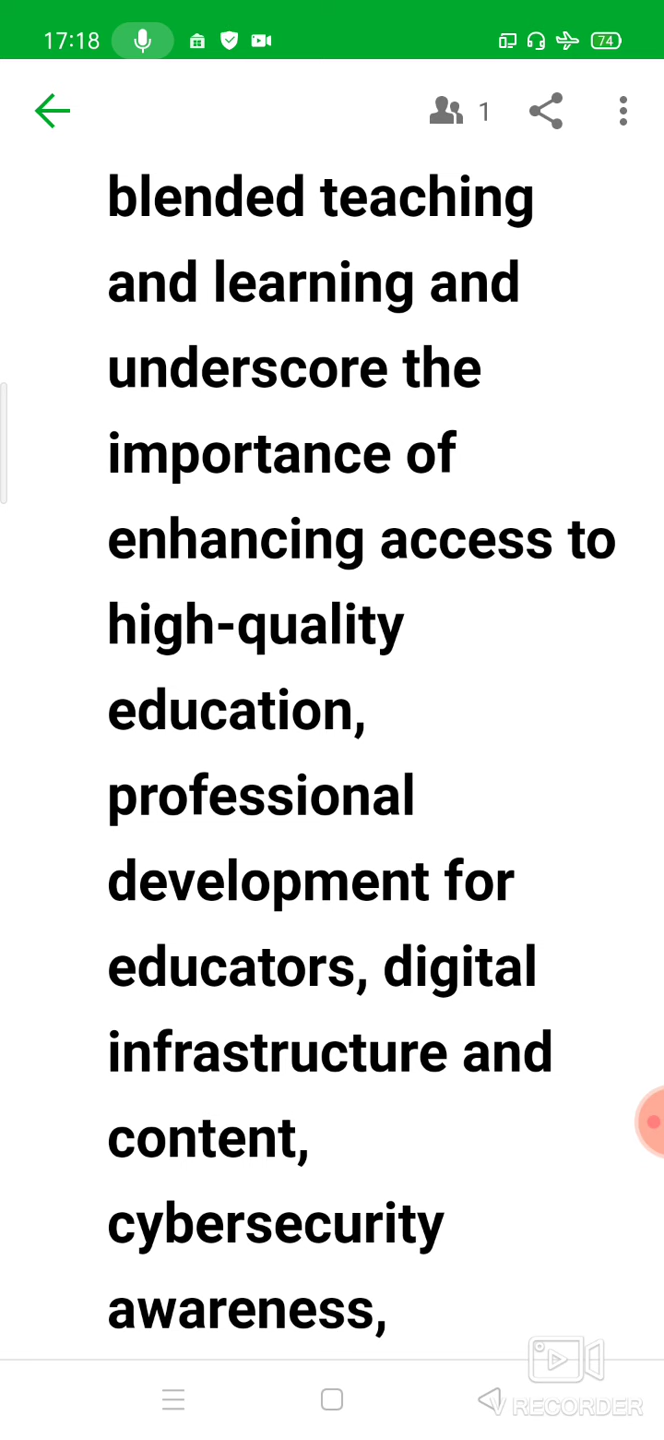 17:18
74
1
blended teaching
and learning and
underscore the
importance of
enhancing access to
high-quality
education,
professional
development for
educators, digital
infrastructure and
content,
cybersecurity
awareness,
V RECORDER